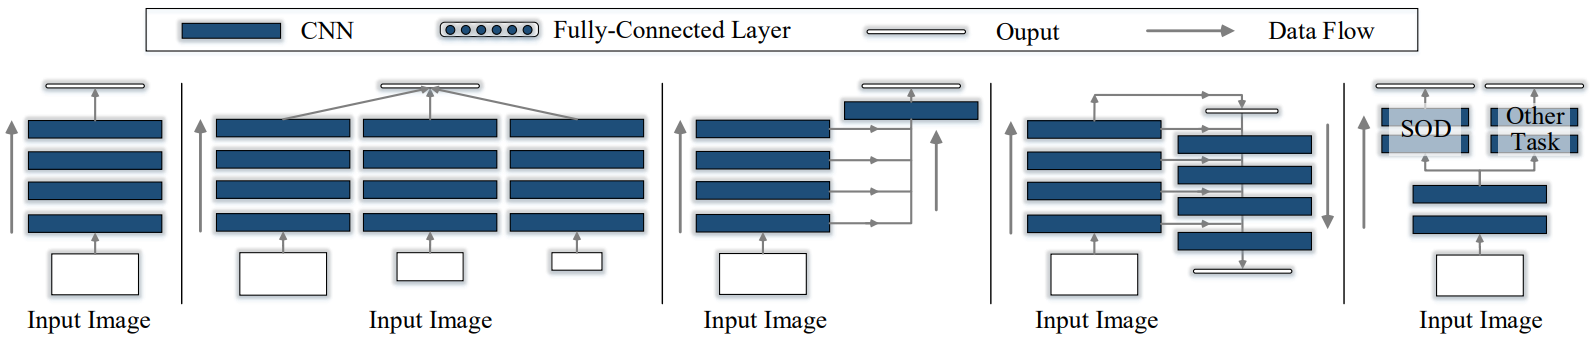 CNN
Fully-Connected Layer
Ouput
Data Flow
SOD
Other
Task
Input Image
Input Image
Input Image
Input Image
Input Image